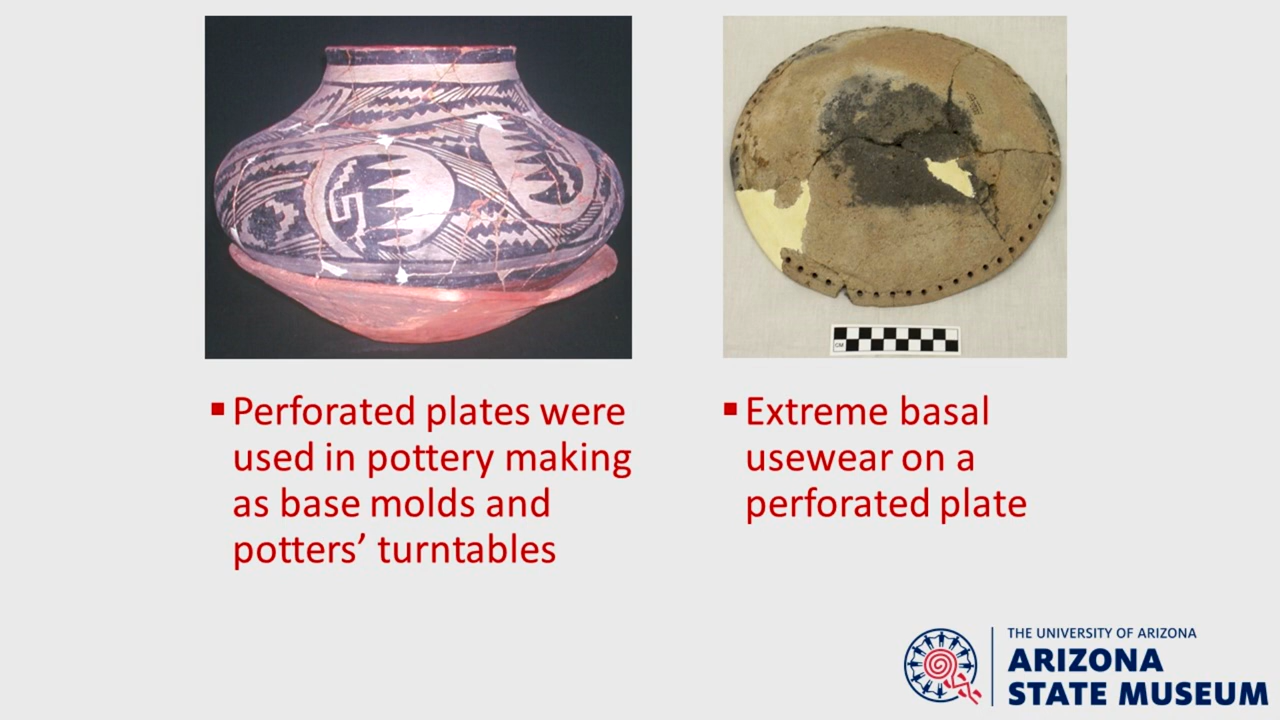 ▪ Perforated plates were
used in pottery making
as base molds and
potters’ turntables
▪ Extreme basal
usewear on a
perforated plate
CM
THE UNIVERSITY OF ARIZONA
ARIZONA
STATE MUSEUM